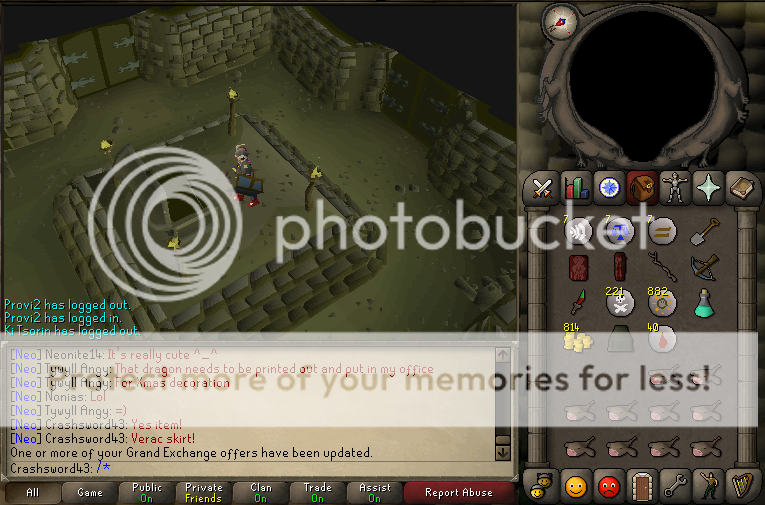 photobucket
Provi2 has logged out.
Provi2 has logged in.
Ki Tsorin has logged out.
7
7
7
221
882
814
40
[Neo] Neonite14: It's really cute ^_^
[Neo] Tywyll Angy: That dragon needs to be printed out and put in my office
[Neo] Tywyll Angy: For Xmas decoration
[Neo] Nonias: Lol
[Neo] Tywyll Angy: =)
[Neo] Crashsword43: Yes item!
[Neo] Crashsword43: Verac skirt!
One or more of your Grand Exchange offers have been updated.
Crashsword43: /*
Protect more of your memories for less!
All
Game
Public
On
Private
Friends
Clan
On
Trade
On
Assist
On
Report Abuse